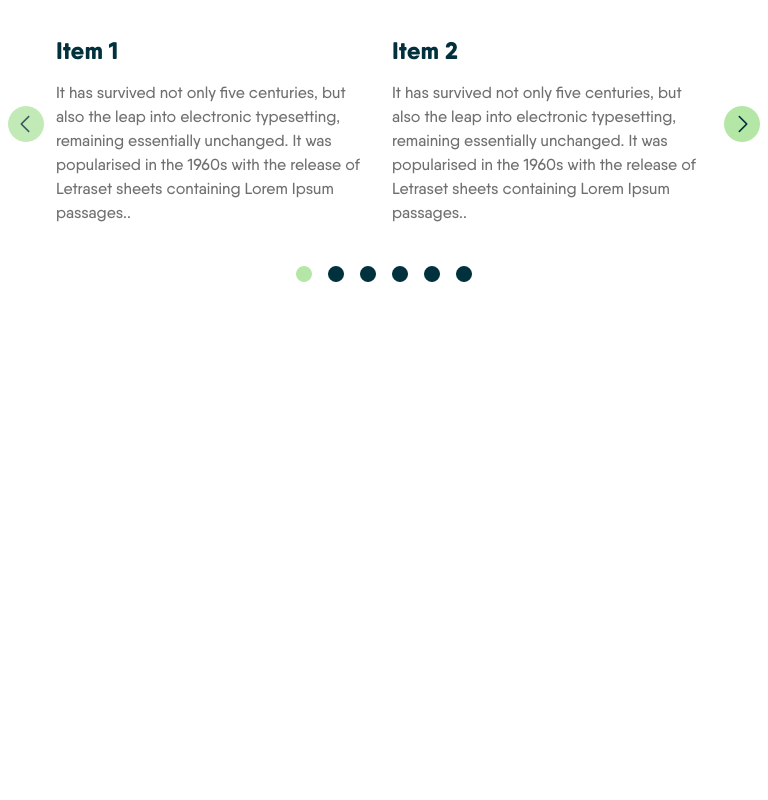 Item 1
It has survived not only five centuries, but
also the leap into electronic typesetting,
remaining essentially unchanged. It was
popularised in the 1960s with the release of
Letraset sheets containing Lorem Ipsum
passages..
Item 2
It has survived not only five centuries, but
also the leap into electronic typesetting,
remaining essentially unchanged. It was
popularised in the 1960s with the release of
Letraset sheets containing Lorem Ipsum
passages..